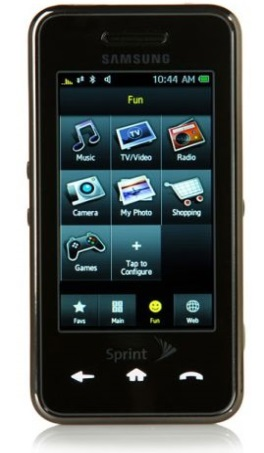 SAMSUNG
10:44 AM
Fun
Music TV/Video Radio
Camera My Photo Shopping
Games Tap to
Configure
Favs Main Fun Web
Sprint